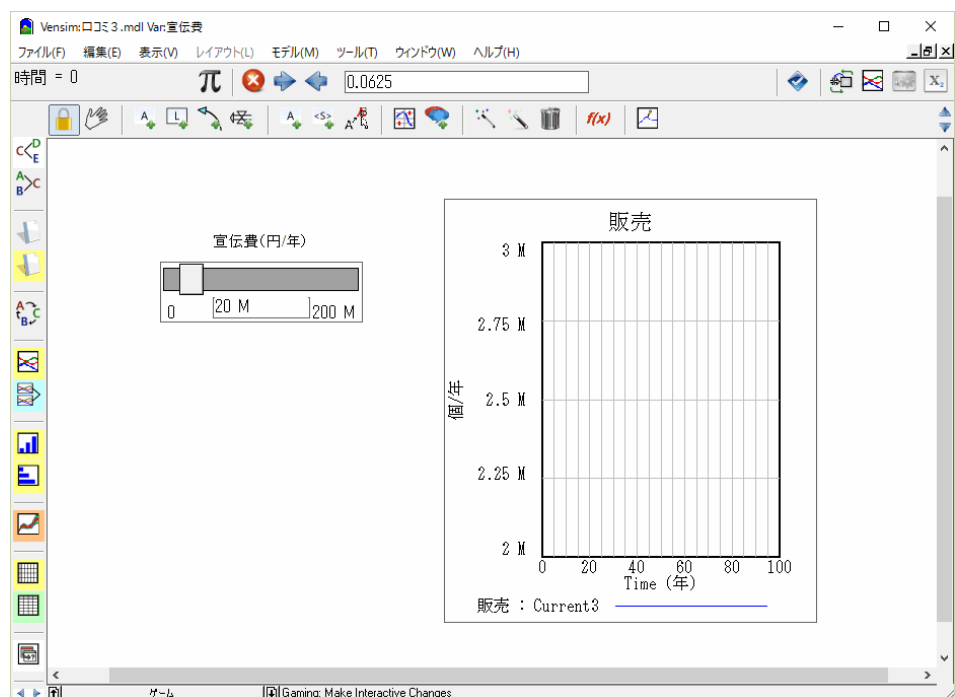 Vensim:口コミ3.mdl Var:宣伝費
ファイル(F) 編集(E) 表示(V) レイアウト(L) モデル(M) ツール(T) ウィンドウ(W) ヘルプ(H)
時間 = 0
0.0625
宣伝費(円/年)
0
20 M
200 M
販売
3 M
2.75 M
2.5 M
2.25 M
2 M
個/年
0 20 40 60 80 100
Time (年)
販売 : Current3
ゲーム
Gaming: Make Interactive Changes